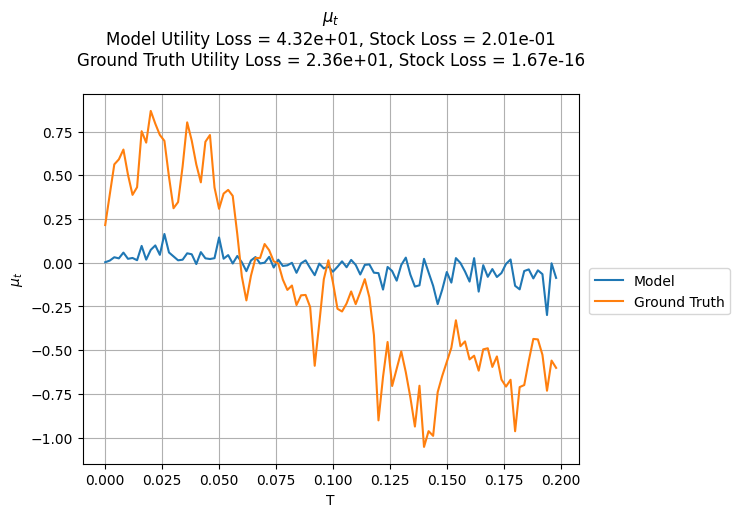 μ_t
Model Utility Loss = 4.32e+01, Stock Loss = 2.01e-01
Ground Truth Utility Loss = 2.36e+01, Stock Loss = 1.67e-16
0.75
0.50
0.25
0.00
−0.25
−0.50
−0.75
−1.00
μ_t
0.000 0.025 0.050 0.075 0.100 0.125 0.150 0.175 0.200
T
Model
Ground Truth